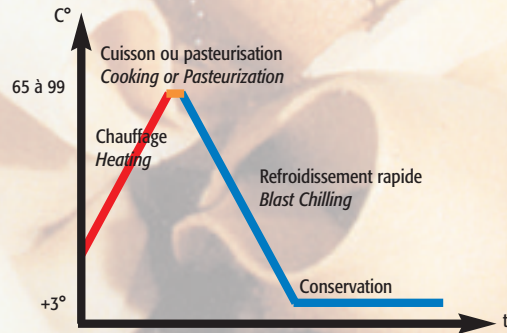 C°
Cuisson ou pasteurisation
Cooking or Pasteurization
65 à 99
Chauffage
Heating
Refroidissement rapide
Blast Chilling
Conservation
+3°
t